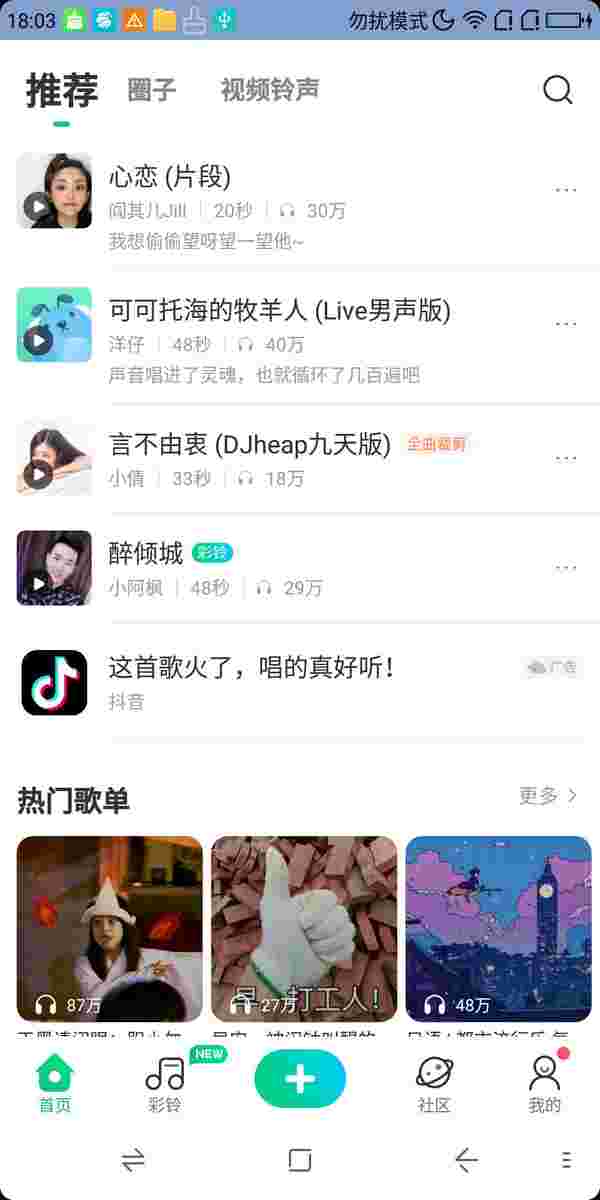 18:03 勿扰模式
推荐 圈子 视频铃声
心恋 (片段)
阎其儿Jill 20秒 30万
我想偷偷望呀望一望他~
可可托海的牧羊人 (Live男声版)
洋仔 48秒 40万
声音唱进了灵魂，也就循环了几百遍吧
言不由衷 (DJheap九天版) 全曲裁剪
小倩 33秒 18万
醉倾城 彩铃
小阿枫 48秒 29万
这首歌火了，唱的真好听！ 广告
抖音
热门歌单 更多
早安，打工人！
87万 27万 48万
NEW
首页 彩铃 社区 我的